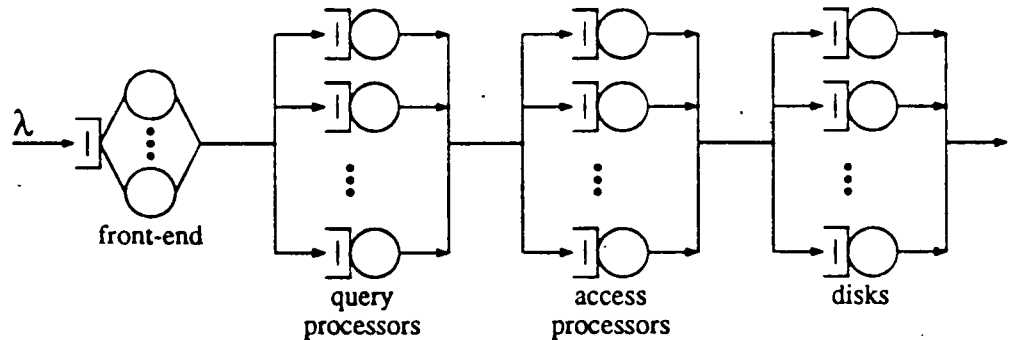 λ
front-end
query
processors
access
processors
disks